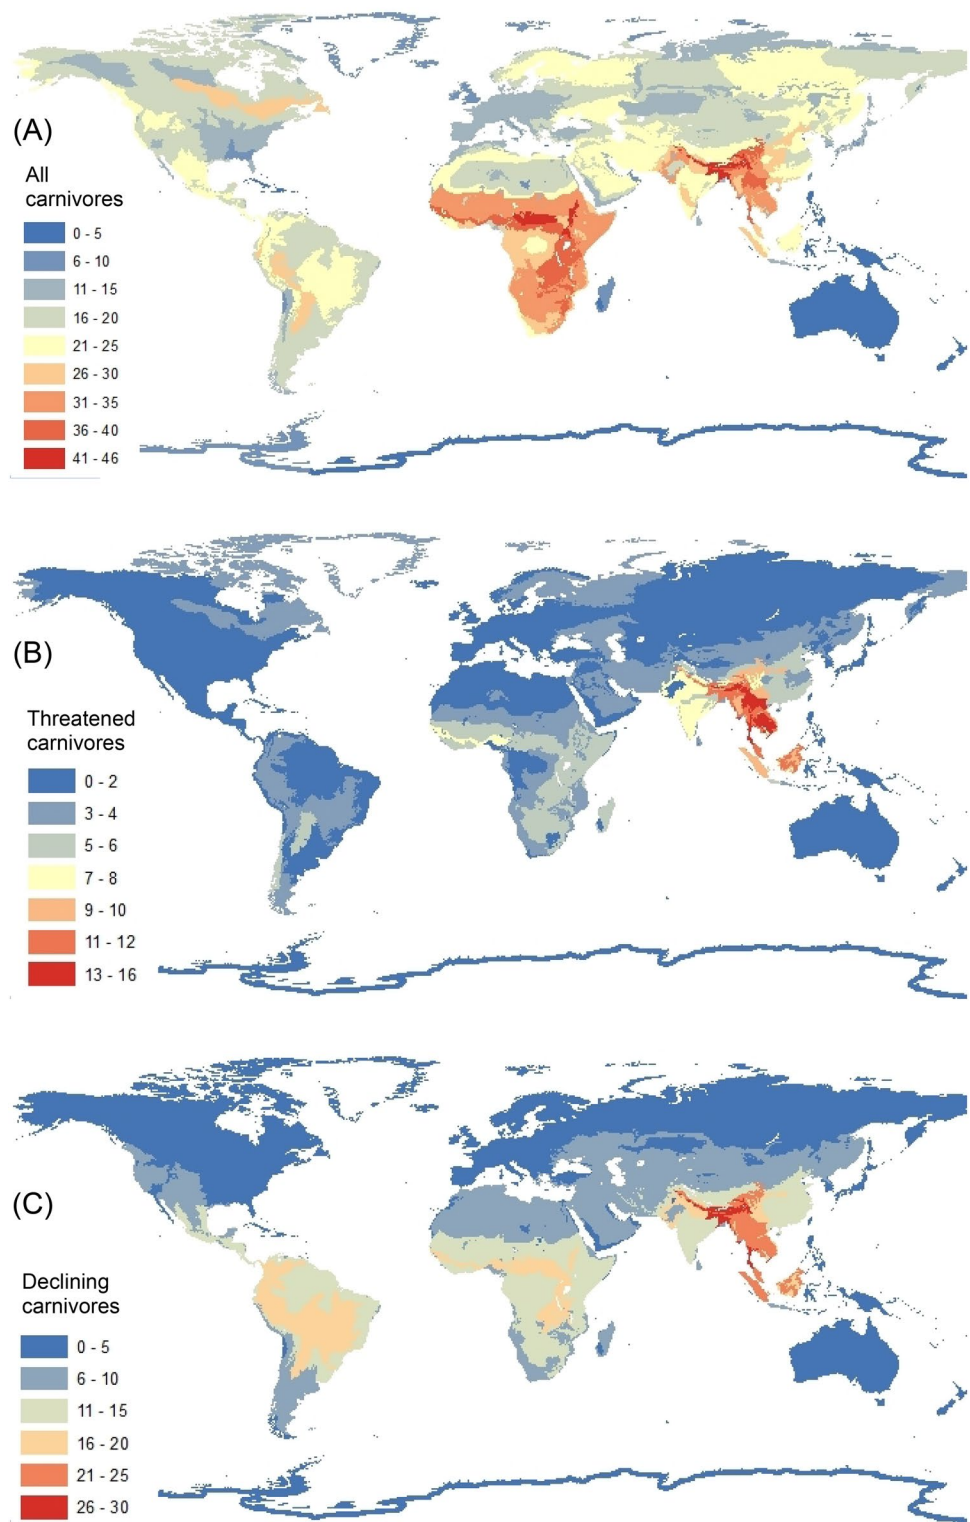 (A)
All
carnivores
0 - 5
6 - 10
11 - 15
16 - 20
21 - 25
26 - 30
31 - 35
36 - 40
41 - 46
(B)
Threatened
carnivores
0 - 2
3 - 4
5 - 6
7 - 8
9 - 10
11 - 12
13 - 16
(C)
Declining
carnivores
0 - 5
6 - 10
11 - 15
16 - 20
21 - 25
26 - 30